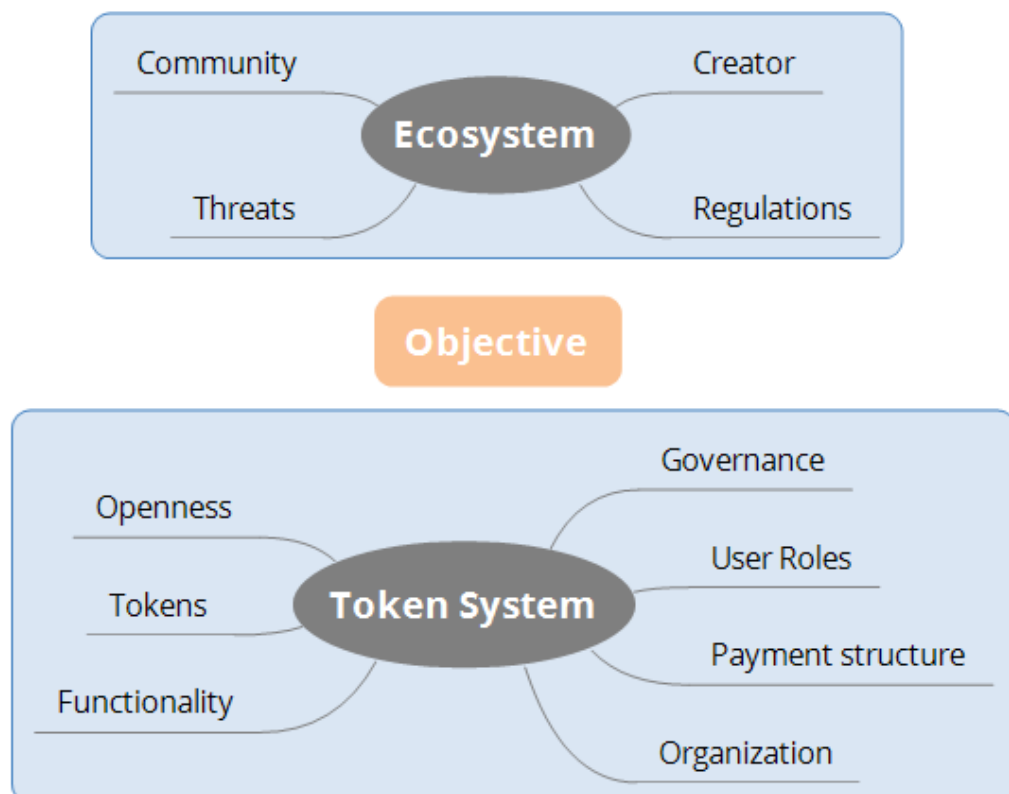 Community
Creator
Ecosystem
Threats
Regulations
Objective
Governance
Openness
User Roles
Tokens
Token System
Payment structure
Functionality
Organization